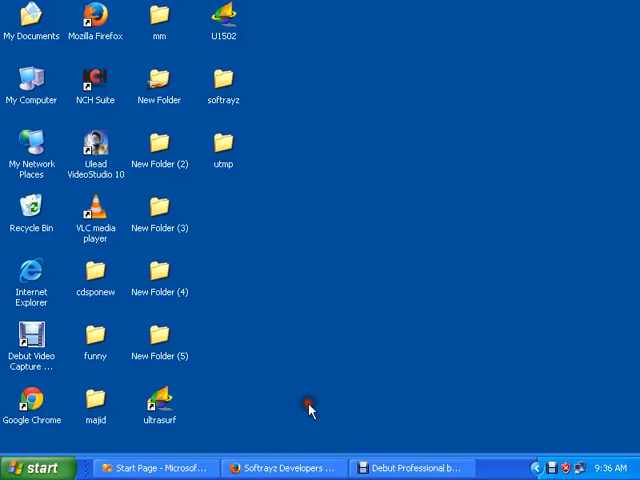 My Documents
Mozilla Firefox
mm
U1502
My Computer
NCH Suite
New Folder
softrayz
My Network
Places
Ulead
VideoStudio 10
New Folder (2)
utmp
Recycle Bin
VLC media
player
New Folder (3)
Internet
Explorer
cdsponew
New Folder (4)
Debut Video
Capture ...
funny
New Folder (5)
Google Chrome
majid
ultrasurf
start
Start Page - Microsof...
Softrayz Developers ...
Debut Professional b...
9:36 AM